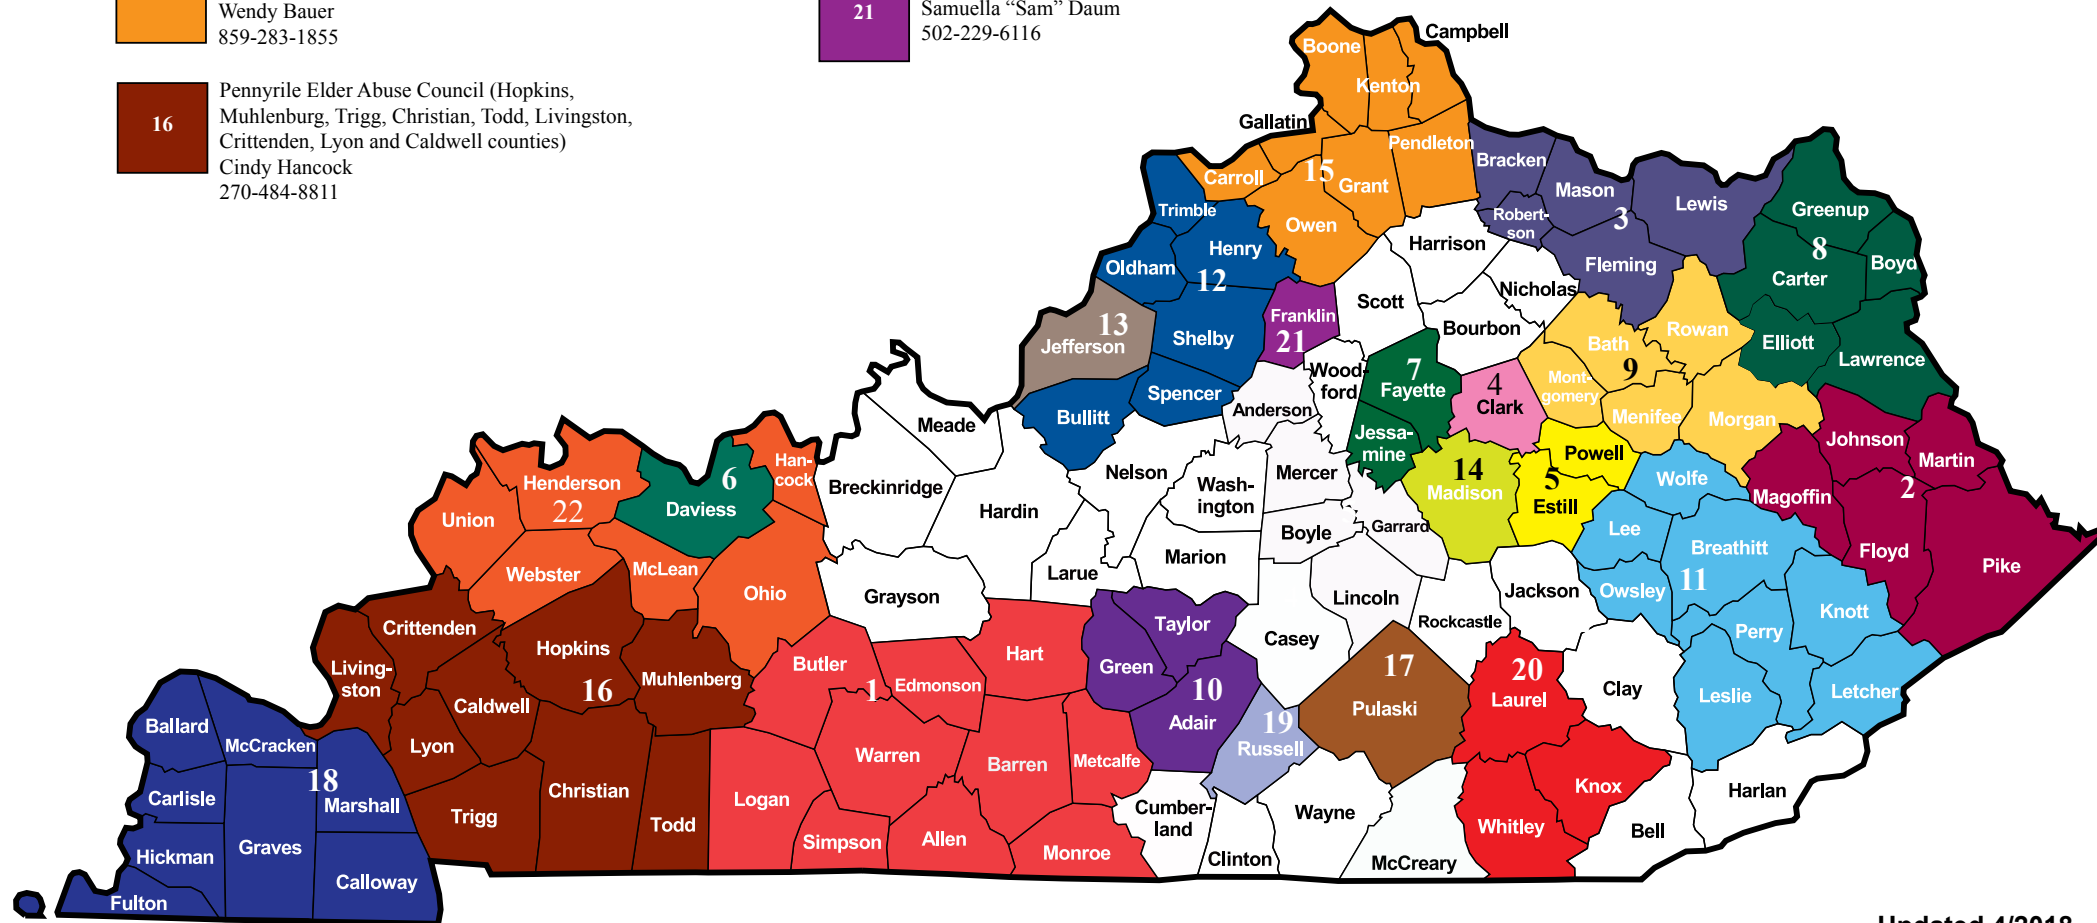 Wendy Bauer
859-283-1855
21
Samuella “Sam” Daum
502-229-6116
16
Pennyrile Elder Abuse Council (Hopkins,
Muhlenburg, Trigg, Christian, Todd, Livingston,
Crittenden, Lyon and Caldwell counties)
Cindy Hancock
270-484-8811
Boone
Campbell
Kenton
Gallatin
Pendleton
Carroll
15
Grant
Owen
Bracken
Mason
Robert-
son
3
Lewis
Fleming
Greenup
8
Carter
Boyd
Elliott
Lawrence
Trimble
Henry
Oldham
12
Shelby
Spencer
Bullitt
13
Jefferson
Franklin
21
Harrison
Scott
Nicholas
Bourbon
Wood-
ford
7
Fayette
Jessa-
mine
4
Clark
Bath
Rowan
9
Mont-
gomery
Menifee
Morgan
Johnson
Martin
2
Magoffin
Floyd
Pike
Powell
5
Estill
14
Madison
Wolfe
Lee
Breathitt
Owsley
11
Knott
Perry
Leslie
Letcher
Anderson
Mercer
Wash-
ington
Nelson
Boyle
Garrard
Marion
Larue
Hardin
Meade
Breckinridge
Grayson
Han-
cock
6
Daviess
Henderson
22
Union
Webster
McLean
Ohio
Crittenden
Hopkins
Living-
ston
Muhlenberg
16
Caldwell
Lyon
Christian
Trigg
Todd
Butler
Edmonson
Hart
1
Warren
Barren
Metcalfe
Logan
Simpson
Allen
Monroe
Taylor
Green
10
Adair
19
Russell
Casey
Lincoln
Rockcastle
Jackson
17
Pulaski
20
Laurel
Clay
Knox
Whitley
Bell
Harlan
Cumber-
land
Clinton
Wayne
McCreary
Ballard
McCracken
18
Marshall
Carlisle
Graves
Hickman
Calloway
Fulton
Updated 4/2018